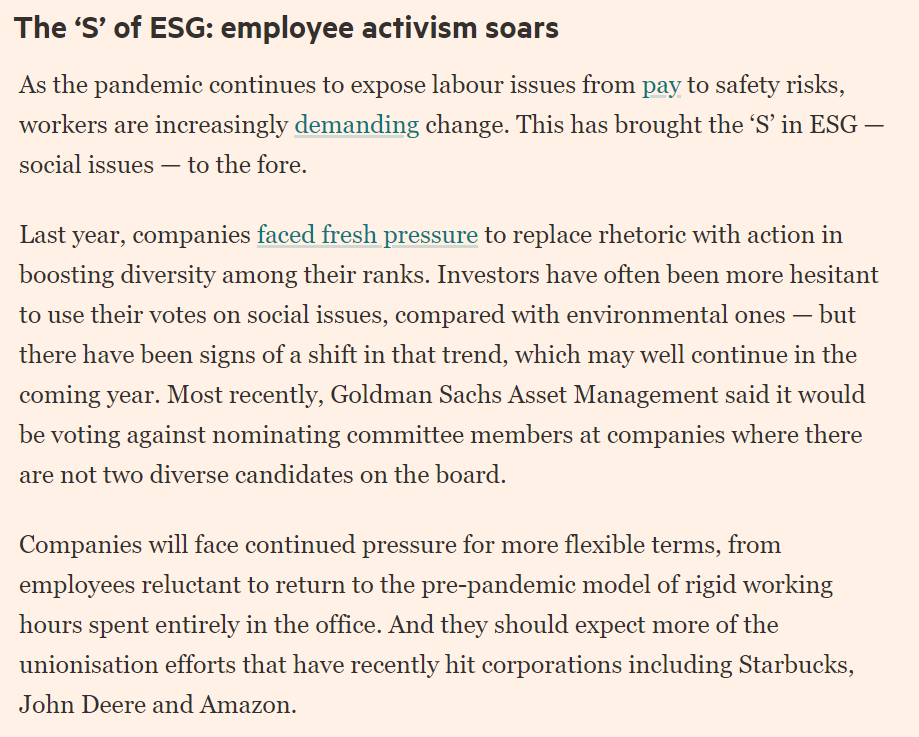 The ‘S’ of ESG: employee activism soars
As the pandemic continues to expose labour issues from pay to safety risks,
workers are increasingly demanding change. This has brought the ‘S’ in ESG —
social issues — to the fore.
Last year, companies faced fresh pressure to replace rhetoric with action in
boosting diversity among their ranks. Investors have often been more hesitant
to use their votes on social issues, compared with environmental ones — but
there have been signs of a shift in that trend, which may well continue in the
coming year. Most recently, Goldman Sachs Asset Management said it would
be voting against nominating committee members at companies where there
are not two diverse candidates on the board.
Companies will face continued pressure for more flexible terms, from
employees reluctant to return to the pre-pandemic model of rigid working
hours spent entirely in the office. And they should expect more of the
unionisation efforts that have recently hit corporations including Starbucks,
John Deere and Amazon.